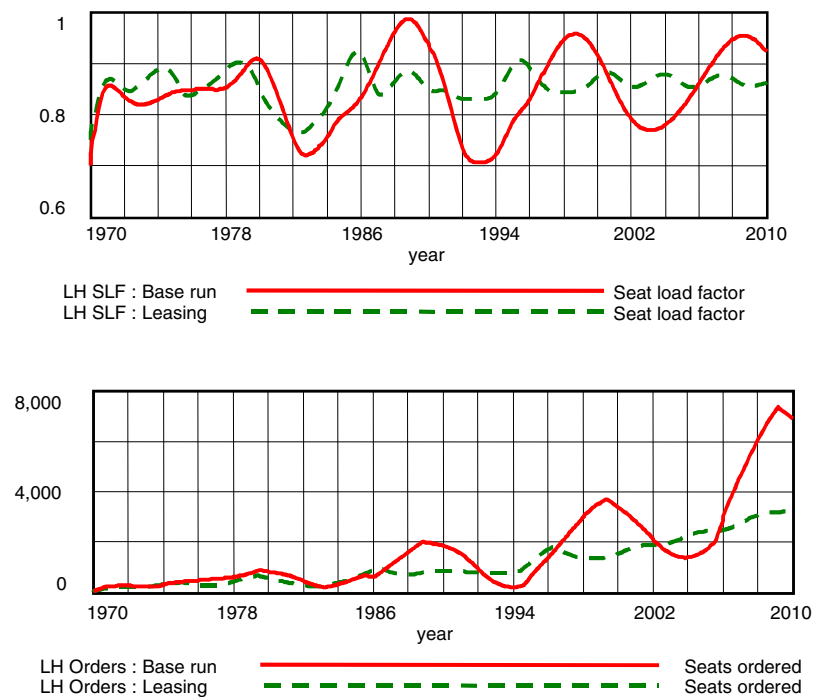 1
0.8
0.6
1970 1978 1986 1994 2002 2010
year
LH SLF : Base run Seat load factor
LH SLF : Leasing Seat load factor
8,000
4,000
0
1970 1978 1986 1994 2002 2010
year
LH Orders : Base run Seats ordered
LH Orders : Leasing Seats ordered